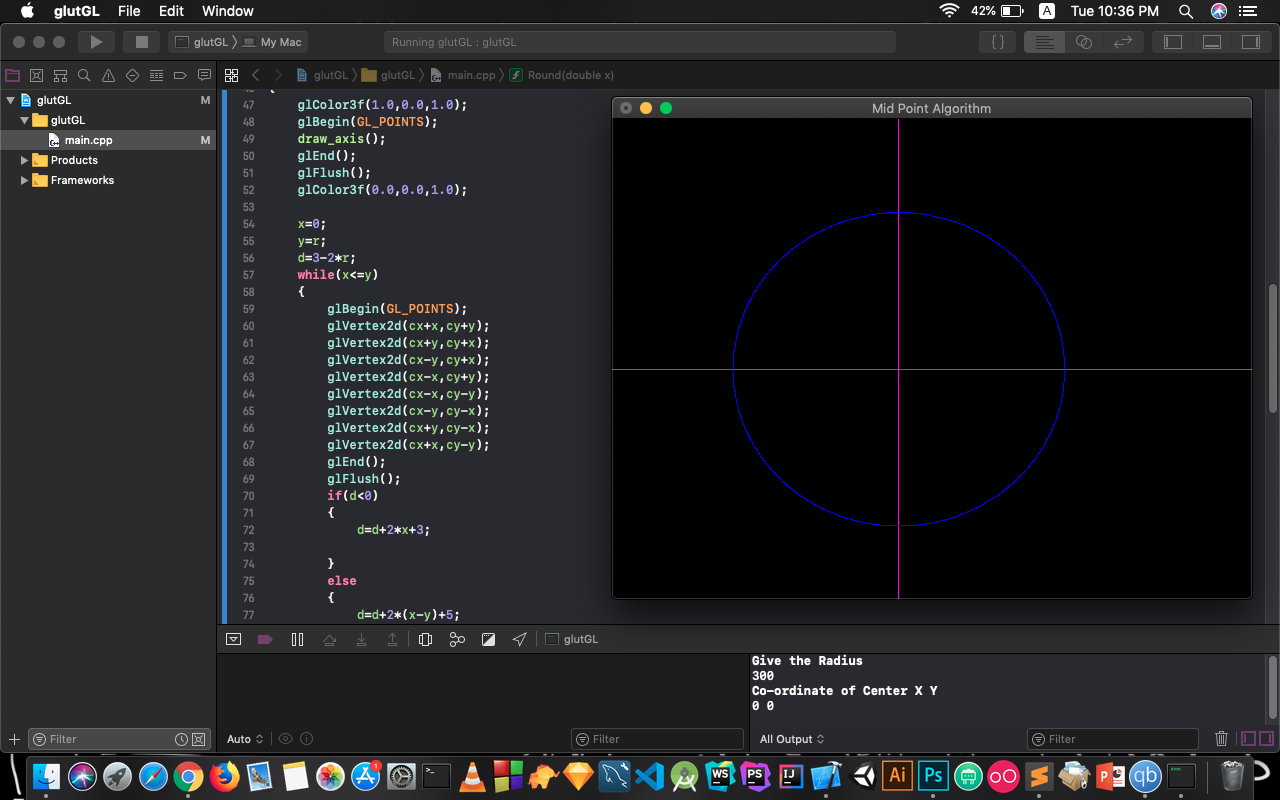 glutGL File Edit Window 42% A Tue 10:36 PM
glutGL My Mac Running glutGL : glutGL {}
glutGL glutGL main.cpp Round(double x)
glutGL M
glutGL
main.cpp M
Products
Frameworks
47 glColor3f(1.0,0.0,1.0);
48 glBegin(GL_POINTS);
49 draw_axis();
50 glEnd();
51 glFlush();
52 glColor3f(0.0,0.0,1.0);
53
54 x=0;
55 y=r;
56 d=3-2*r;
57 while(x<=y)
58 {
59 glBegin(GL_POINTS);
60 glVertex2d(cx+x,cy+y);
61 glVertex2d(cx+y,cy+x);
62 glVertex2d(cx-y,cy+x);
63 glVertex2d(cx-x,cy+y);
64 glVertex2d(cx-x,cy-y);
65 glVertex2d(cx-y,cy-x);
66 glVertex2d(cx+y,cy-x);
67 glVertex2d(cx+x,cy-y);
68 glEnd();
69 glFlush();
70 if(d<0)
71 {
72 d=d+2*x+3;
73
74 }
75 else
76 {
77 d=d+2*(x-y)+5;
Mid Point Algorithm
glutGL
Give the Radius
300
Co-ordinate of Center X Y
0 0
Filter Auto Filter All Output Filter
1 WS PS IJ Ai Ps P qb